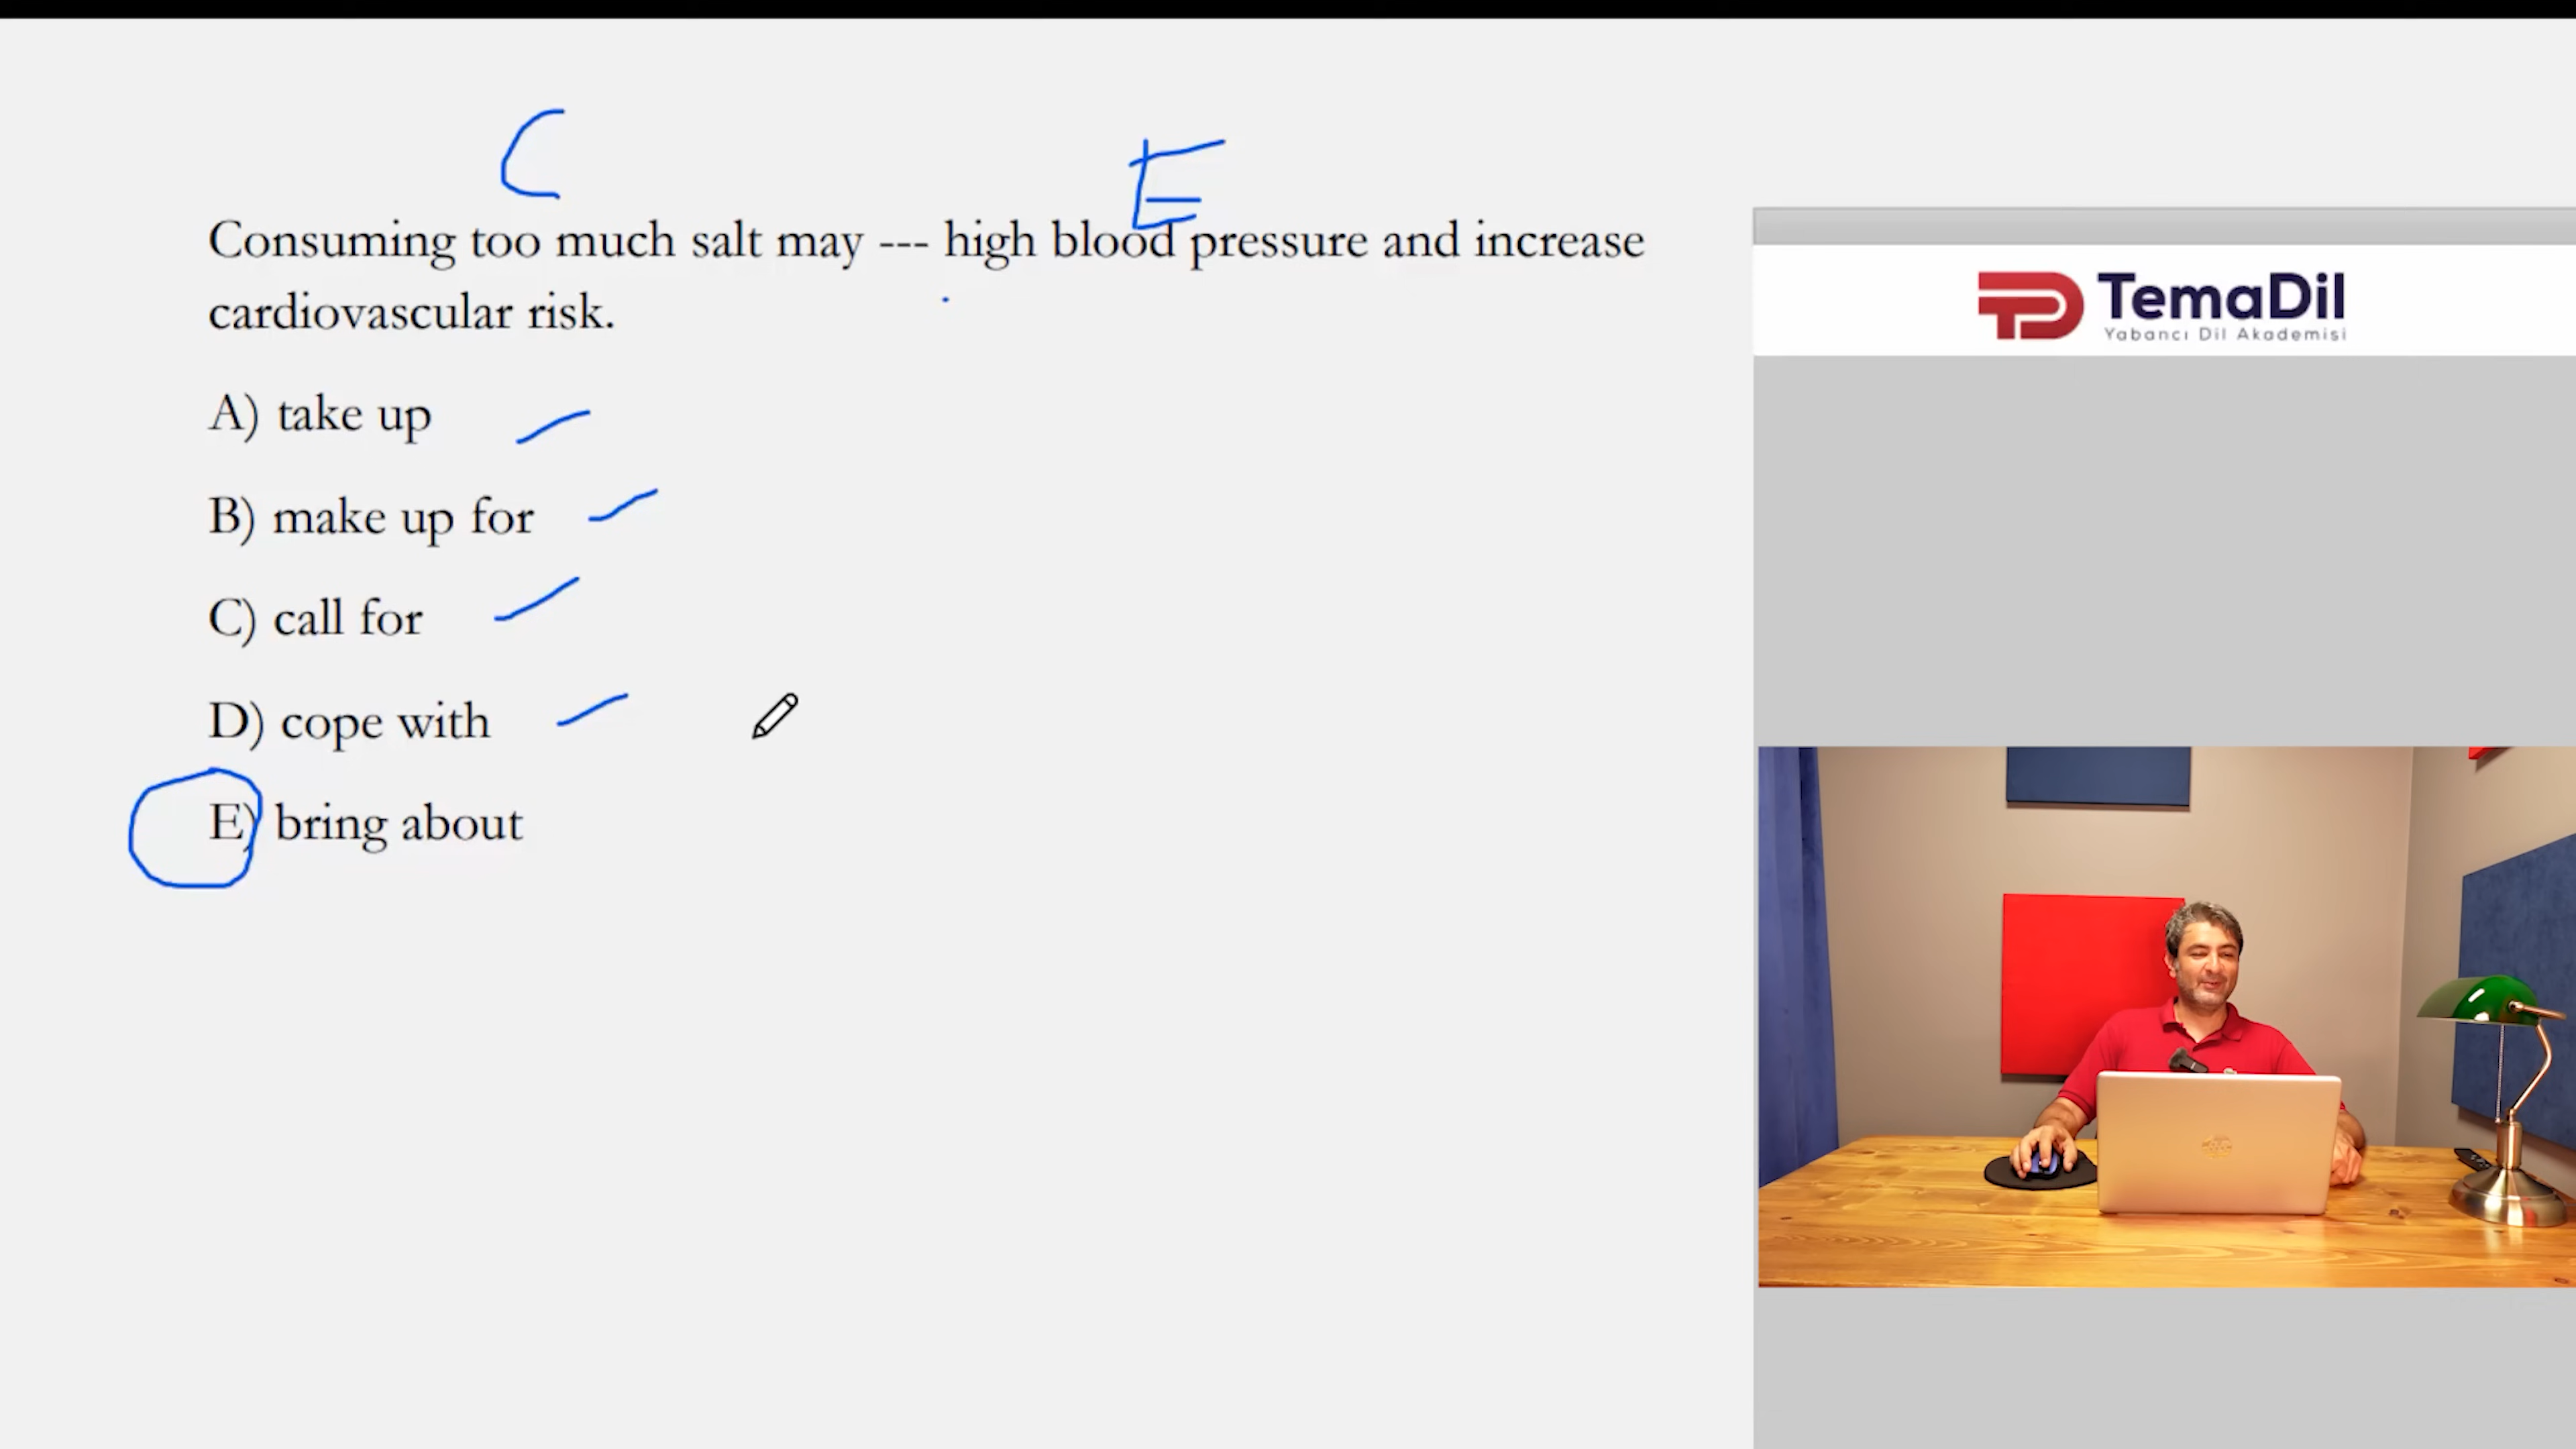 C
E
Consuming too much salt may --- high blood pressure and increase
cardiovascular risk.
A) take up
B) make up for
C) call for
D) cope with
E) bring about
TemaDil
Yabancı Dil Akademisi